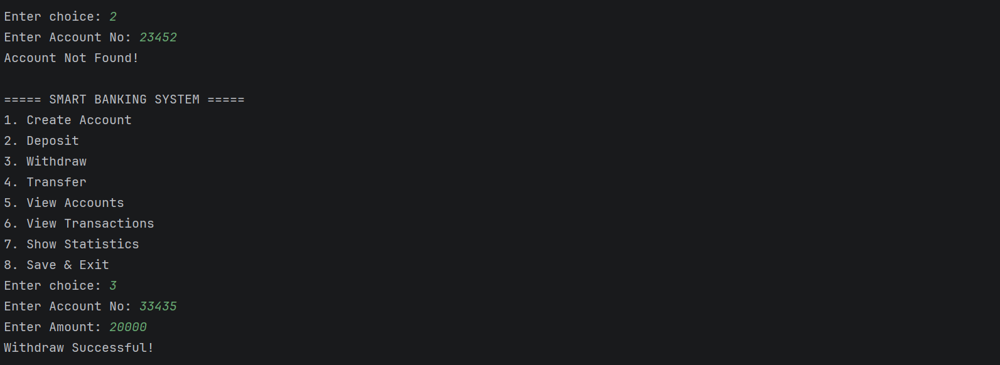 Enter choice: 2
Enter Account No: 23452
Account Not Found!
===== SMART BANKING SYSTEM =====
1. Create Account
2. Deposit
3. Withdraw
4. Transfer
5. View Accounts
6. View Transactions
7. Show Statistics
8. Save & Exit
Enter choice: 3
Enter Account No: 33435
Enter Amount: 20000
Withdraw Successful!